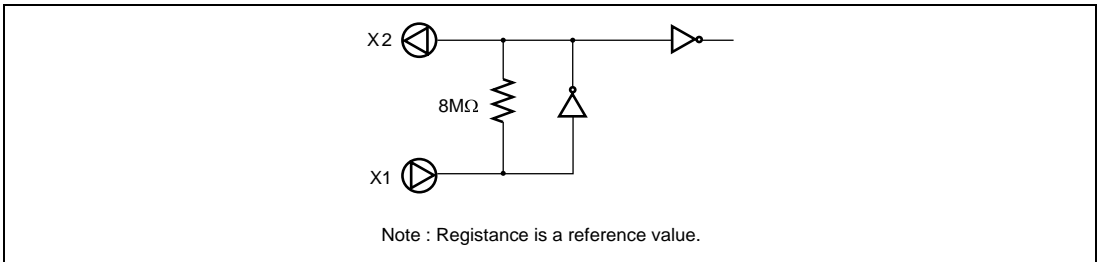 X2
8MΩ
X1
Note : Registance is a reference value.